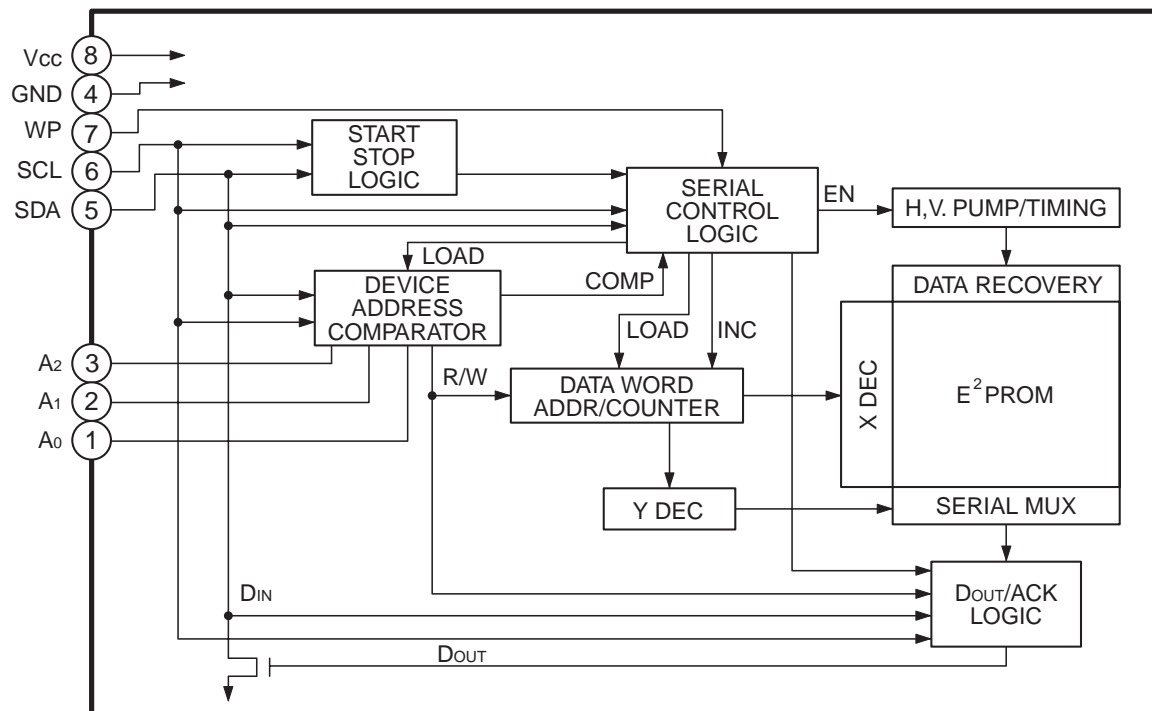 Vcc 8
GND 4
WP 7
SCL 6
SDA 5
A2 3
A1 2
A0 1
START
STOP
LOGIC
SERIAL
CONTROL
LOGIC
EN
H,V. PUMP/TIMING
LOAD
COMP
DEVICE
ADDRESS
COMPARATOR
LOAD
INC
DATA RECOVERY
R/W
DATA WORD
ADDR/COUNTER
X DEC
E²PROM
Y DEC
SERIAL MUX
DIN
DOUT/ACK
LOGIC
DOUT